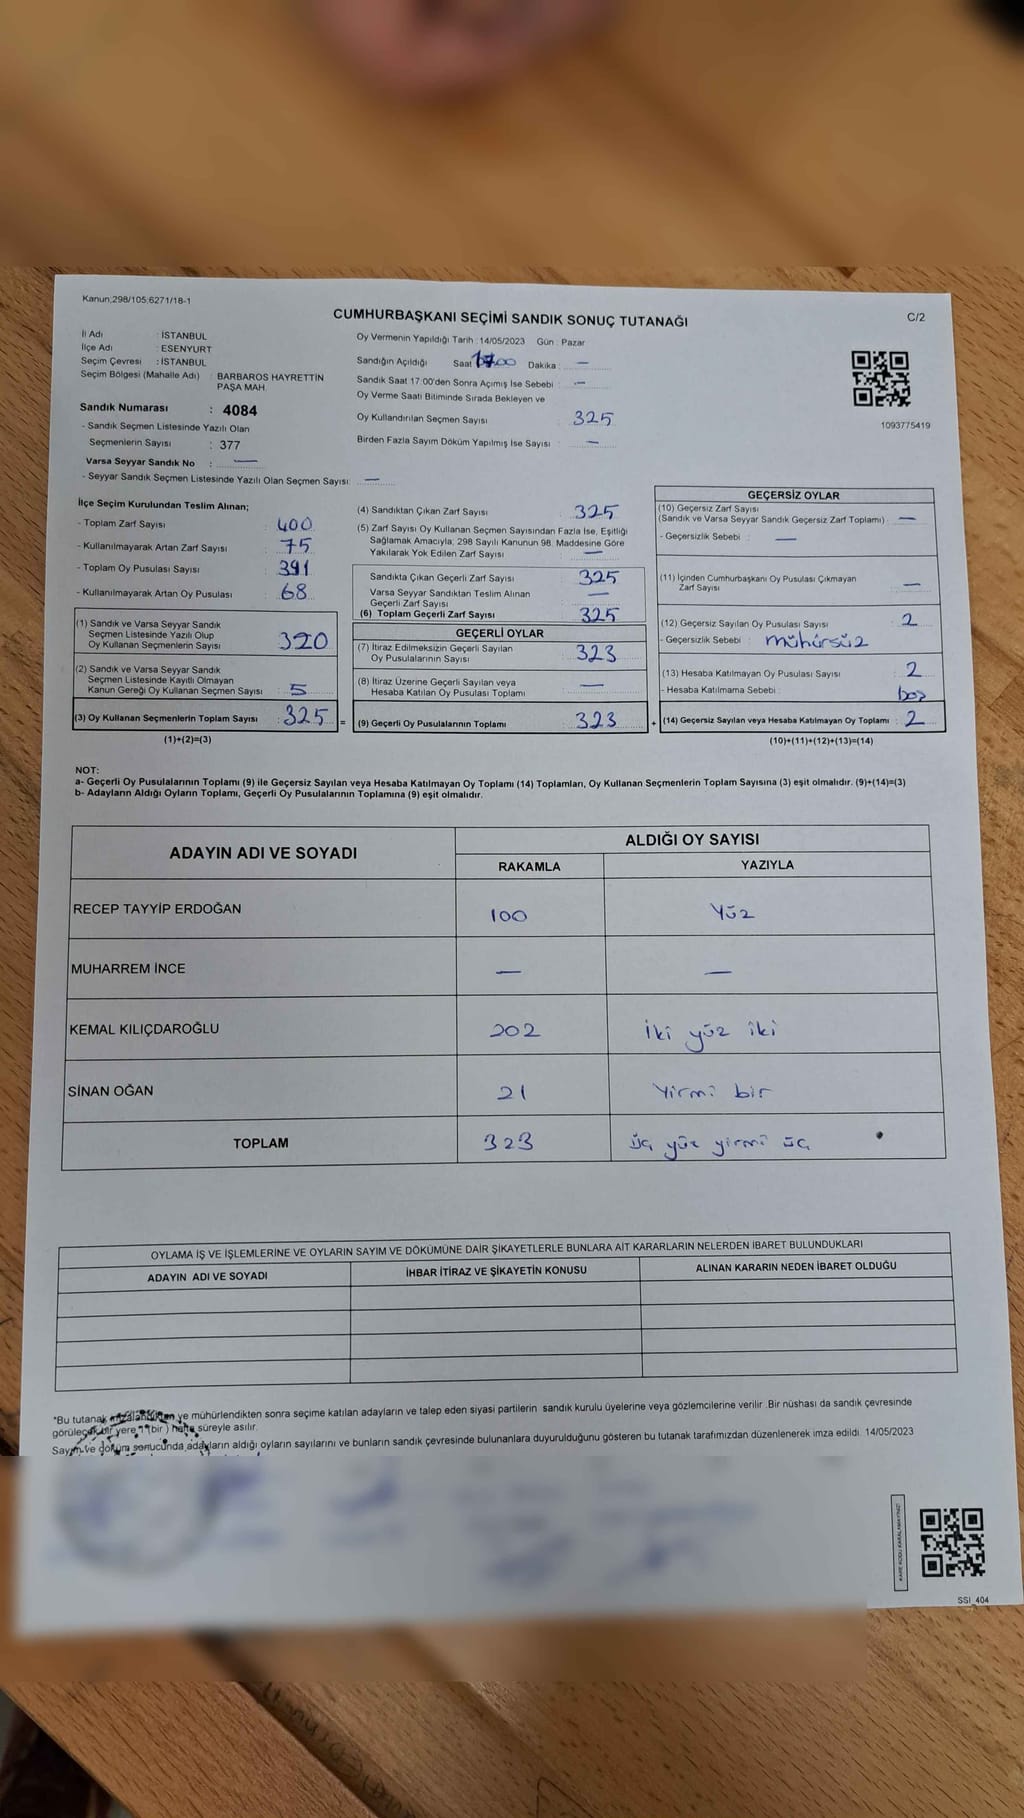 Kanun;298/105;6271/18-1
CUMHURBAŞKANI SEÇİMİ SANDIK SONUÇ TUTANAĞI
C/2
İl Adı : İSTANBUL
İlçe Adı : ESENYURT
Seçim Çevresi : İSTANBUL
Seçim Bölgesi (Mahalle Adı) : BARBAROS HAYRETTİN
PAŞA MAH.
Sandık Numarası : 4084
- Sandık Seçmen Listesinde Yazılı Olan
Seçmenlerin Sayısı : 377
Varsa Seyyar Sandık No : —
- Seyyar Sandık Seçmen Listesinde Yazılı Olan Seçmen Sayısı: —
Oy Vermenin Yapıldığı Tarih : 14/05/2023 Gün : Pazar
Sandığın Açıldığı Saat 17.00 Dakika : —
Sandık Saat 17:00'den Sonra Açımış İse Sebebi : —
Oy Verme Saati Bitiminde Sırada Bekleyen ve
Oy Kullandırılan Seçmen Sayısı : 325
Birden Fazla Sayım Döküm Yapılmış İse Sayısı : —
1093775419
İlçe Seçim Kurulundan Teslim Alınan;
- Toplam Zarf Sayısı : 400
- Kullanılmayarak Artan Zarf Sayısı : 75
- Toplam Oy Pusulası Sayısı : 391
- Kullanılmayarak Artan Oy Pusulası : 68
(1) Sandık ve Varsa Seyyar Sandık
Seçmen Listesinde Yazılı Olup
Oy Kullanan Seçmenlerin Sayısı : 320
(2) Sandık ve Varsa Seyyar Sandık
Seçmen Listesinde Kayıtlı Olmayan
Kanun Gereği Oy Kullanan Seçmen Sayısı : 5
(3) Oy Kullanan Seçmenlerin Toplam Sayısı : 325 =
(1)+(2)=(3)
(4) Sandıktan Çıkan Zarf Sayısı : 325
(5) Zarf Sayısı Oy Kullanan Seçmen Sayısından Fazla İse, Eşitliği
Sağlamak Amacıyla; 298 Sayılı Kanunun 98. Maddesine Göre
Yakılarak Yok Edilen Zarf Sayısı : —
Sandıkta Çıkan Geçerli Zarf Sayısı : 325
Varsa Seyyar Sandıktan Teslim Alınan
Geçerli Zarf Sayısı : —
(6) Toplam Geçerli Zarf Sayısı : 325
GEÇERLİ OYLAR
(7) İtiraz Edilmeksizin Geçerli Sayılan
Oy Pusulalarının Sayısı : 323
(8) İtiraz Üzerine Geçerli Sayılan veya
Hesaba Katılan Oy Pusulası Toplamı : —
(9) Geçerli Oy Pusulalarının Toplamı : 323 +
GEÇERSİZ OYLAR
(10) Geçersiz Zarf Sayısı
(Sandık ve Varsa Seyyar Sandık Geçersiz Zarf Toplamı) : —
- Geçersizlik Sebebi : —
(11) İçinden Cumhurbaşkanı Oy Pusulası Çıkmayan
Zarf Sayısı : —
(12) Geçersiz Sayılan Oy Pusulası Sayısı : 2
- Geçersizlik Sebebi : mühürsüz
(13) Hesaba Katılmayan Oy Pusulası Sayısı : 2
- Hesaba Katılmama Sebebi :
(14) Geçersiz Sayılan veya Hesaba Katılmayan Oy Toplamı : 2
(10)+(11)+(12)+(13)=(14)
NOT:
a- Geçerli Oy Pusulalarının Toplamı (9) ile Geçersiz Sayılan veya Hesaba Katılmayan Oy Toplamı (14) Toplamları, Oy Kullanan Seçmenlerin Toplam Sayısına (3) eşit olmalıdır. (9)+(14)=(3)
b- Adayların Aldığı Oyların Toplamı, Geçerli Oy Pusulalarının Toplamına (9) eşit olmalıdır.
ADAYIN ADI VE SOYADI
ALDIĞI OY SAYISI
RAKAMLA YAZIYLA
RECEP TAYYİP ERDOĞAN 100 Yüz
MUHARREM İNCE — —
KEMAL KILIÇDAROĞLU 202 İki yüz iki
SİNAN OĞAN 21 Yirmi bir
TOPLAM 323 üç yüz yirmi üç
OYLAMA İŞ VE İŞLEMLERİNE VE OYLARIN SAYIM VE DÖKÜMÜNE DAİR ŞİKAYETLERLE BUNLARA AİT KARARLARIN NELERDEN İBARET BULUNDUKLARI
ADAYIN ADI VE SOYADI İHBAR İTİRAZ VE ŞİKAYETİN KONUSU ALINAN KARARIN NEDEN İBARET OLDUĞU
*Bu tutanak imzalandıktan ve mühürlendikten sonra seçime katılan adayların ve talep eden siyasi partilerin sandık kurulu üyelerine veya gözlemcilerine verilir. Bir nüshası da sandık çevresinde
görülecek bir yere 1 (bir) hafta süreyle asılır.
Sayım ve döküm sonucunda adayların aldığı oyların sayılarını ve bunların sandık çevresinde bulunanlara duyurulduğunu gösteren bu tutanak tarafımızdan düzenlenerek imza edildi. 14/05/2023
KARE KODU KARALAMAYINIZ!
SSI_404